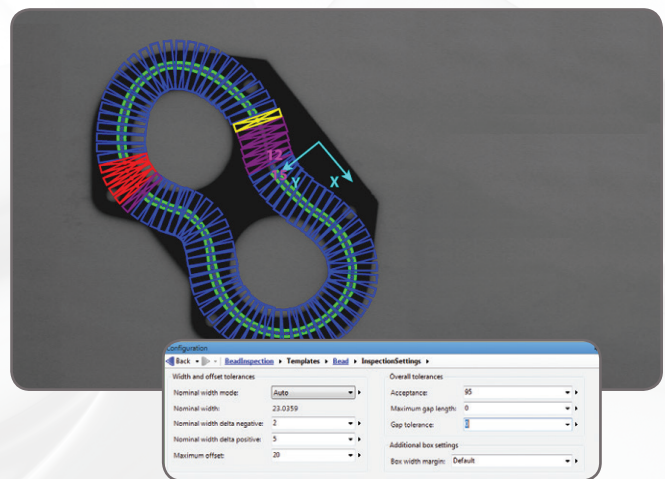 T2
Y
X
Configuration
Back BeadInspection Templates Bead InspectionSettings
Width and offset tolerances
Nominal width mode: Auto
Nominal width: 23.0359
Nominal width delta negative: 2
Nominal width delta positive: 5
Maximum offset: 20
Overall tolerances
Acceptance: 95
Maximum gap length: 0
Gap tolerance:
Additional box settings
Box width margin: Default